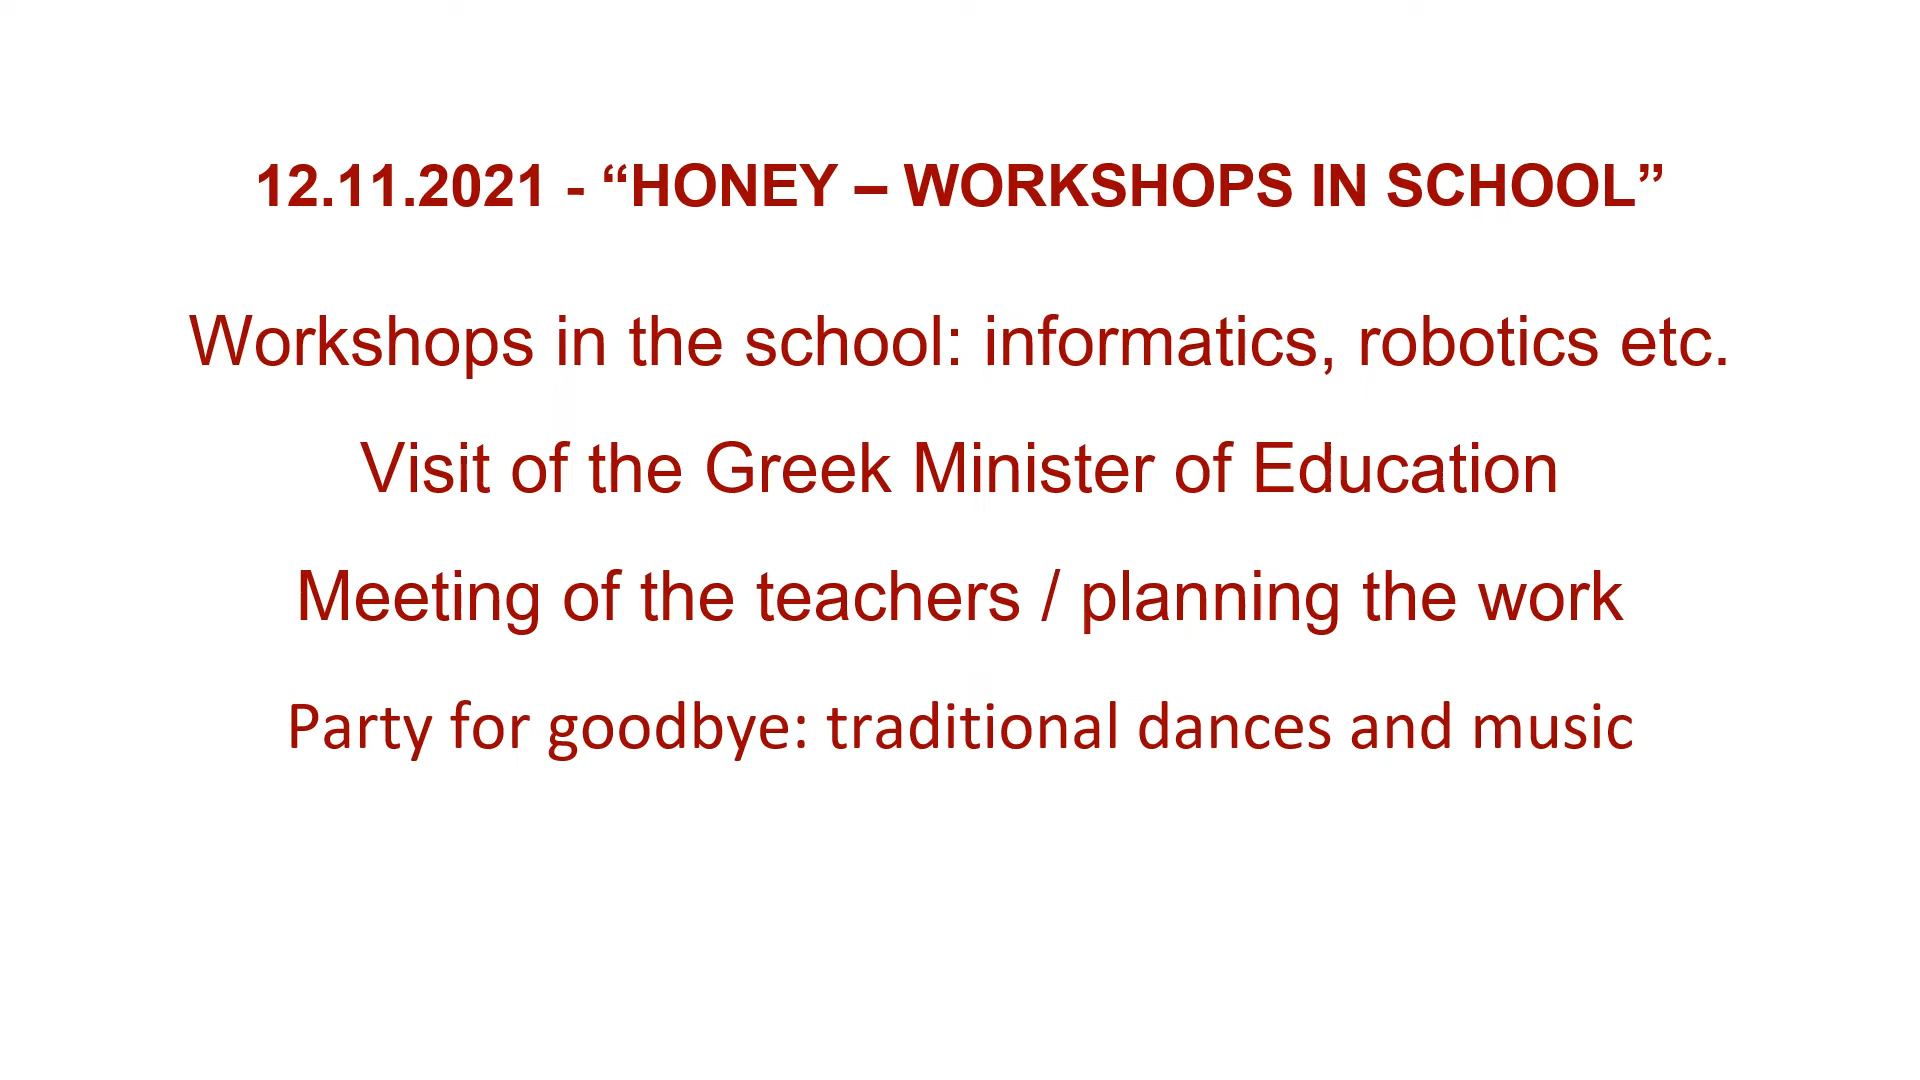 12.11.2021 - “HONEY – WORKSHOPS IN SCHOOL”
Workshops in the school: informatics, robotics etc.
Visit of the Greek Minister of Education
Meeting of the teachers / planning the work
Party for goodbye: traditional dances and music